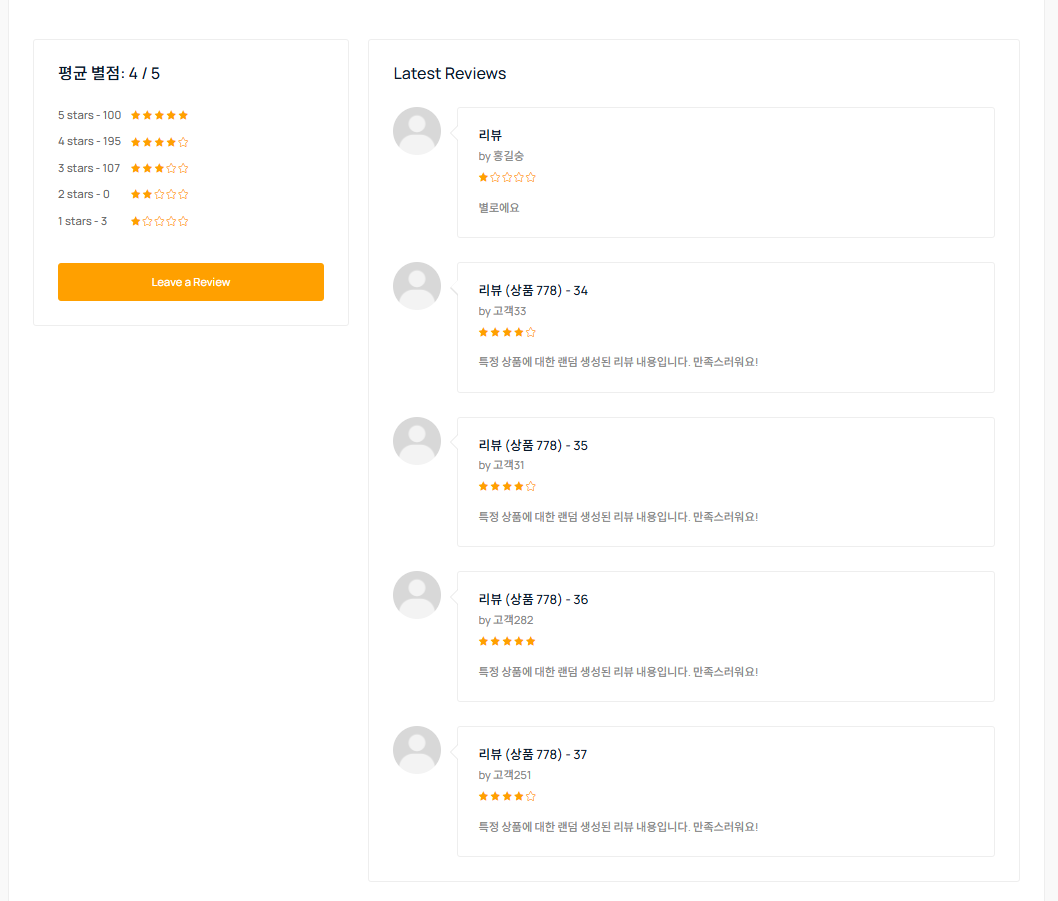 평균 별점: 4 / 5
5 stars - 100
4 stars - 195
3 stars - 107
2 stars - 0
1 stars - 3
Leave a Review
Latest Reviews
리뷰
by 홍길숭
별로에요
리뷰 (상품 778) - 34
by 고객33
특정 상품에 대한 랜덤 생성된 리뷰 내용입니다. 만족스러워요!
리뷰 (상품 778) - 35
by 고객31
특정 상품에 대한 랜덤 생성된 리뷰 내용입니다. 만족스러워요!
리뷰 (상품 778) - 36
by 고객282
특정 상품에 대한 랜덤 생성된 리뷰 내용입니다. 만족스러워요!
리뷰 (상품 778) - 37
by 고객251
특정 상품에 대한 랜덤 생성된 리뷰 내용입니다. 만족스러워요!